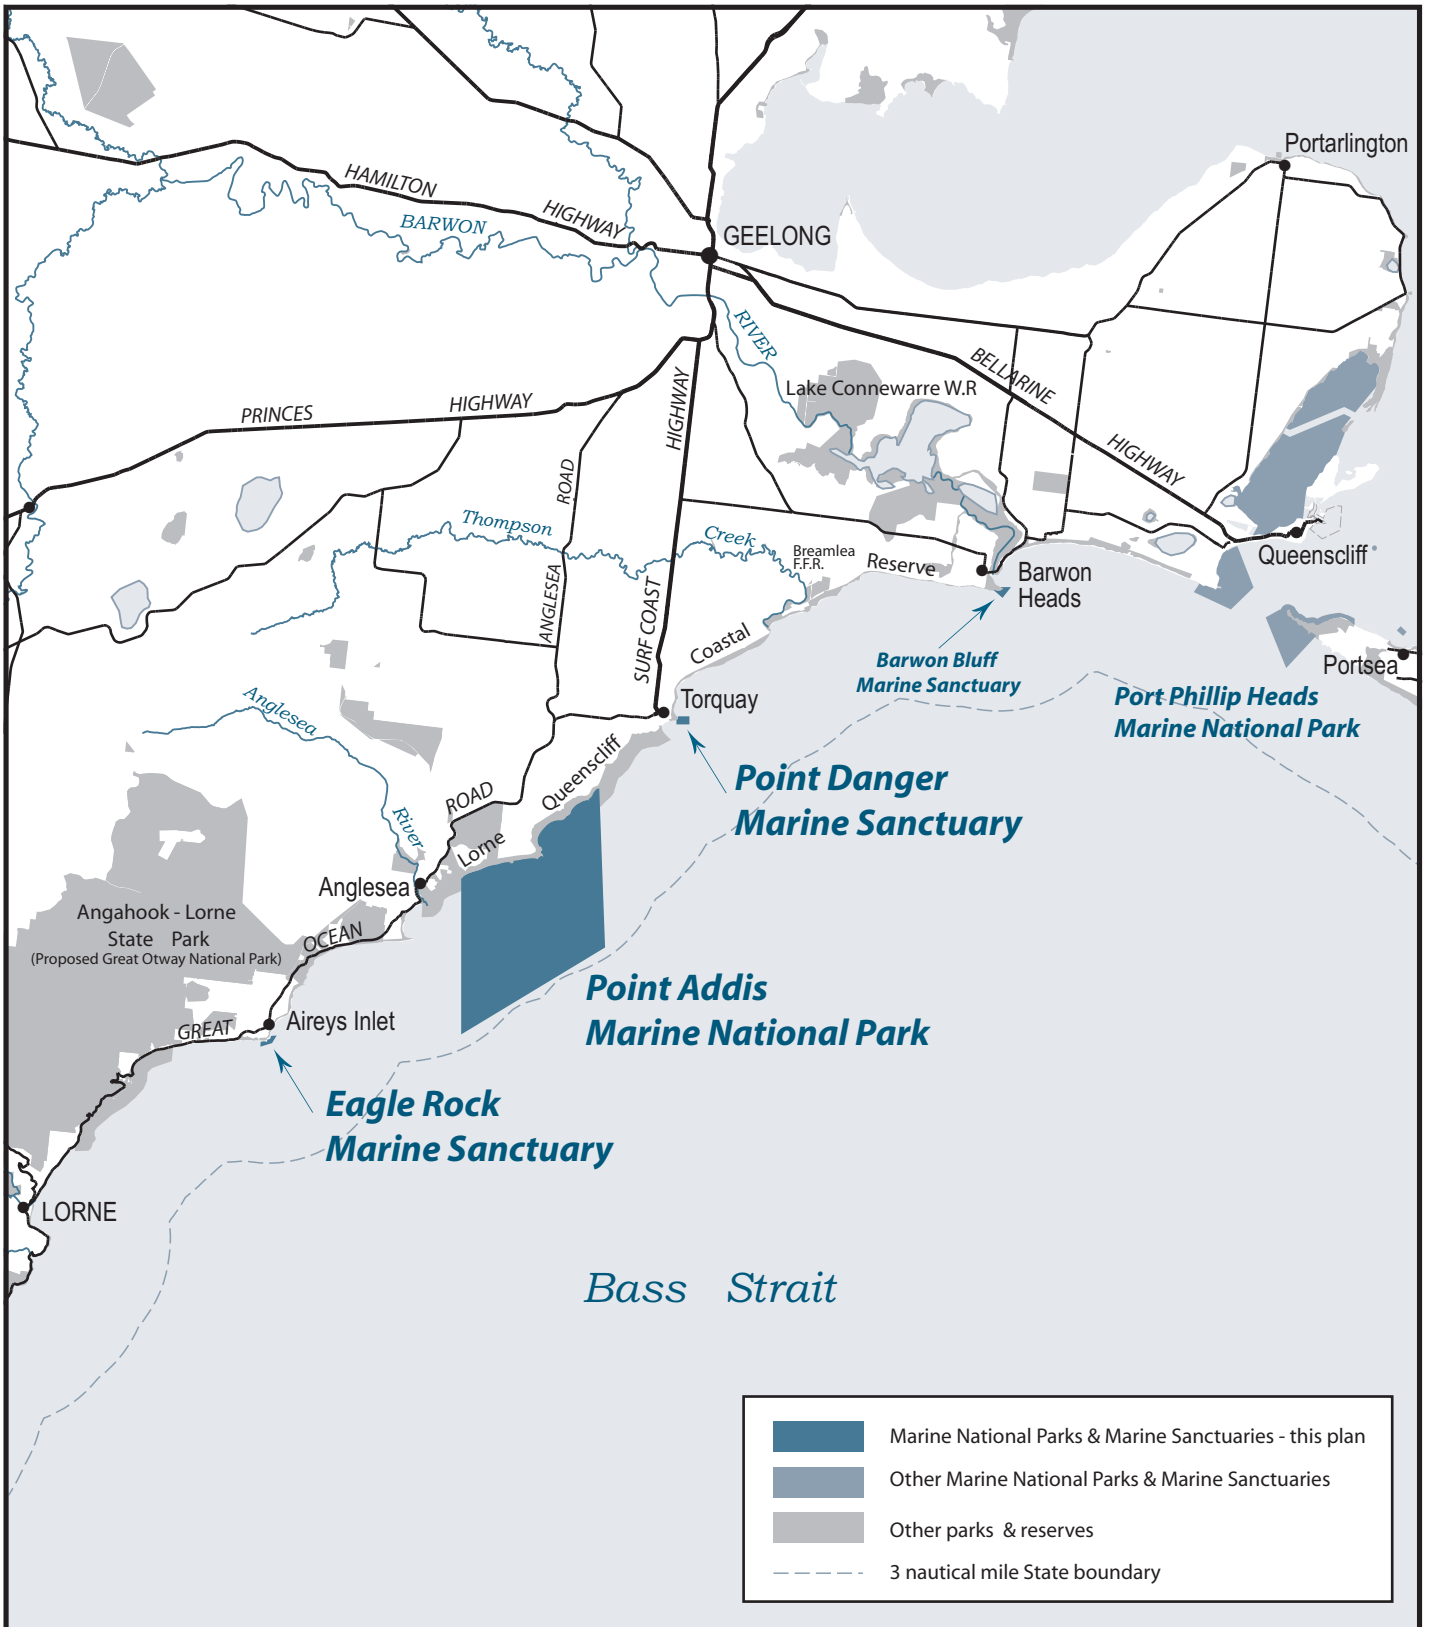 Portarlington
HAMILTON
HIGHWAY
BARWON
GEELONG
RIVER
BELLARINE
HIGHWAY
Lake Connewarre W.R
PRINCES
HIGHWAY
HIGHWAY
SURF COAST
ROAD
ANGLESEA
Thompson
Creek
Breamlea
F.F.R.
Reserve
Coastal
Queenscliff
Barwon
Heads
Queenscliff
Portsea
Barwon Bluff
Marine Sanctuary
Port Phillip Heads
Marine National Park
Torquay
Anglesea
River
Point Danger
Marine Sanctuary
ROAD
Lorne
Anglesea
Angahook - Lorne
State Park
(Proposed Great Otway National Park)
OCEAN
GREAT
Aireys Inlet
Point Addis
Marine National Park
Eagle Rock
Marine Sanctuary
LORNE
Bass Strait
Marine National Parks & Marine Sanctuaries - this plan
Other Marine National Parks & Marine Sanctuaries
Other parks & reserves
3 nautical mile State boundary